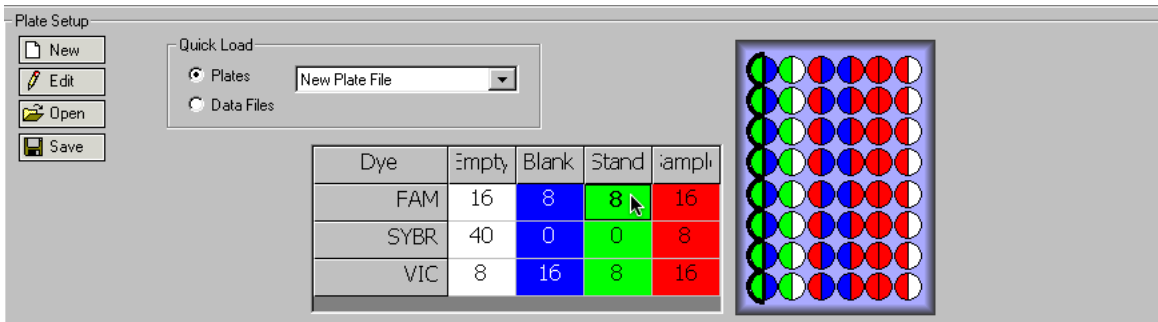 Plate Setup
New
Edit
Open
Save
Quick Load
Plates
New Plate File
Data Files
Dye Empty Blank Stand Sampl
FAM 16 8 8 16
SYBR 40 0 0 8
VIC 8 16 8 16